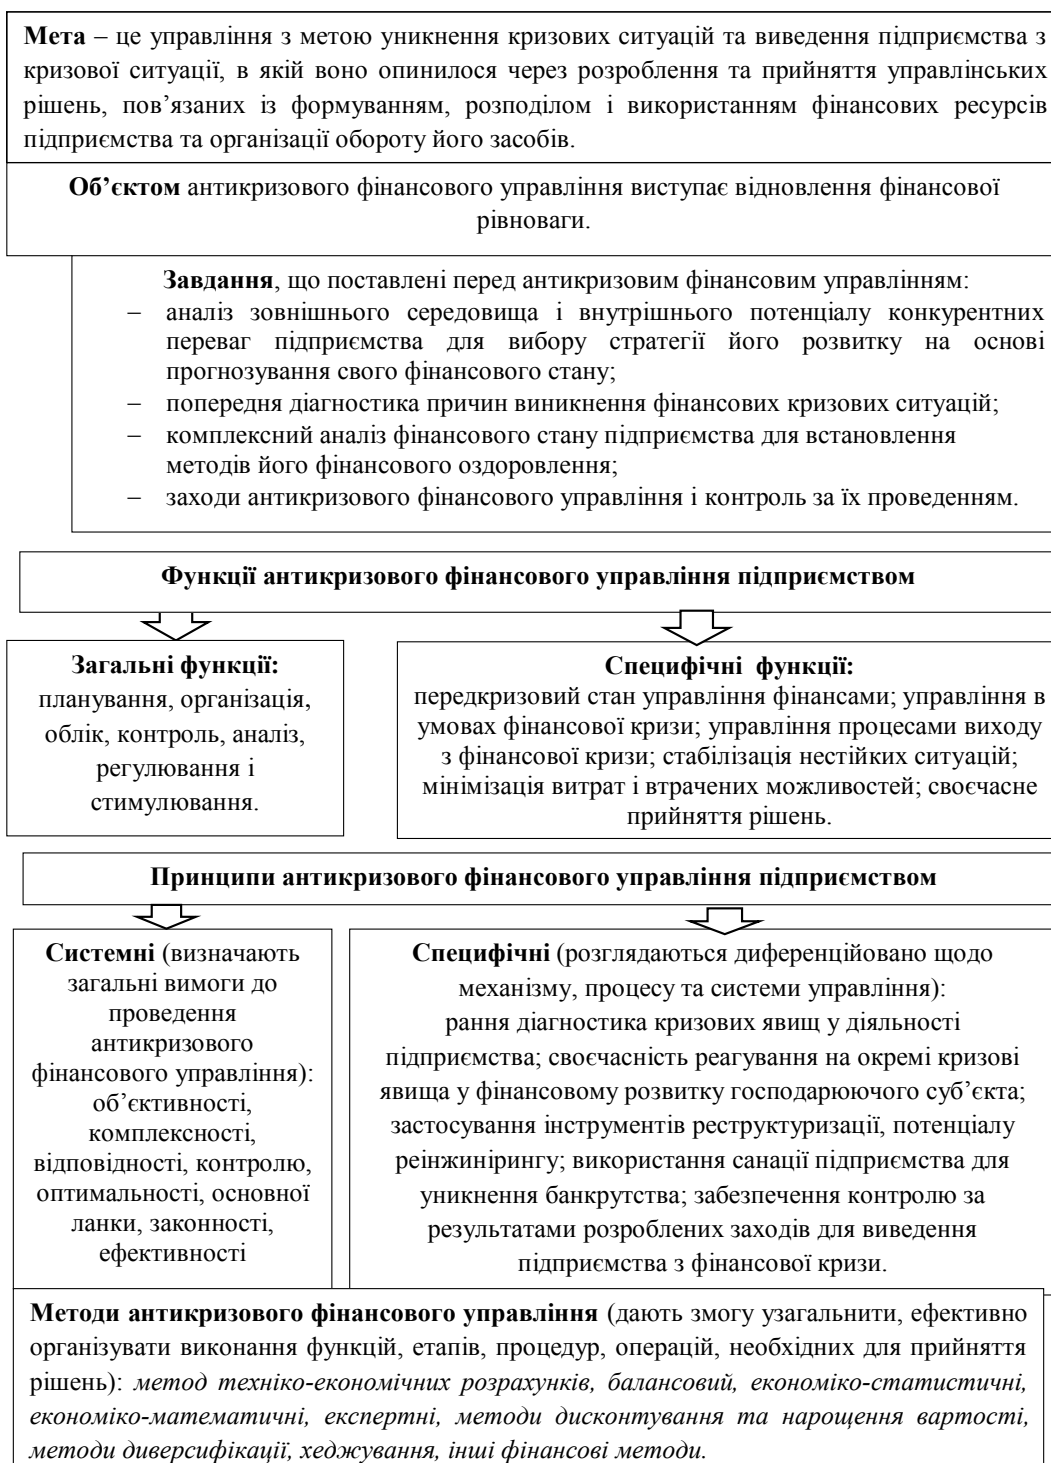 Мета – це управління з метою уникнення кризових ситуацій та виведення підприємства з
кризової ситуації, в якій воно опинилося через розроблення та прийняття управлінських
рішень, пов’язаних із формуванням, розподілом і використанням фінансових ресурсів
підприємства та організації обороту його засобів.
Об’єктом антикризового фінансового управління виступає відновлення фінансової
рівноваги.
Завдання, що поставлені перед антикризовим фінансовим управлінням:
– аналіз зовнішнього середовища і внутрішнього потенціалу конкурентних
переваг підприємства для вибору стратегії його розвитку на основі
прогнозування свого фінансового стану;
– попередня діагностика причин виникнення фінансових кризових ситуацій;
– комплексний аналіз фінансового стану підприємства для встановлення
методів його фінансового оздоровлення;
– заходи антикризового фінансового управління і контроль за їх проведенням.
Функції антикризового фінансового управління підприємством
Загальні функції:
планування, організація,
облік, контроль, аналіз,
регулювання і
стимулювання.
Специфічні функції:
передкризовий стан управління фінансами; управління в
умовах фінансової кризи; управління процесами виходу
з фінансової кризи; стабілізація нестійких ситуацій;
мінімізація витрат і втрачених можливостей; своєчасне
прийняття рішень.
Принципи антикризового фінансового управління підприємством
Системні (визначають
загальні вимоги до
проведення
антикризового
фінансового управління):
об’єктивності,
комплексності,
відповідності, контролю,
оптимальності, основної
ланки, законності,
ефективності
Специфічні (розглядаються диференційовано щодо
механізму, процесу та системи управління):
рання діагностика кризових явищ у діяльності
підприємства; своєчасність реагування на окремі кризові
явища у фінансовому розвитку господарюючого суб’єкта;
застосування інструментів реструктуризації, потенціалу
реінжинірингу; використання санації підприємства для
уникнення банкрутства; забезпечення контролю за
результатами розроблених заходів для виведення
підприємства з фінансової кризи.
Методи антикризового фінансового управління (дають змогу узагальнити, ефективно
організувати виконання функцій, етапів, процедур, операцій, необхідних для прийняття
рішень): метод техніко-економічних розрахунків, балансовий, економіко-статистичні,
економіко-математичні, експертні, методи дисконтування та нарощення вартості,
методи диверсифікації, хеджування, інші фінансові методи.